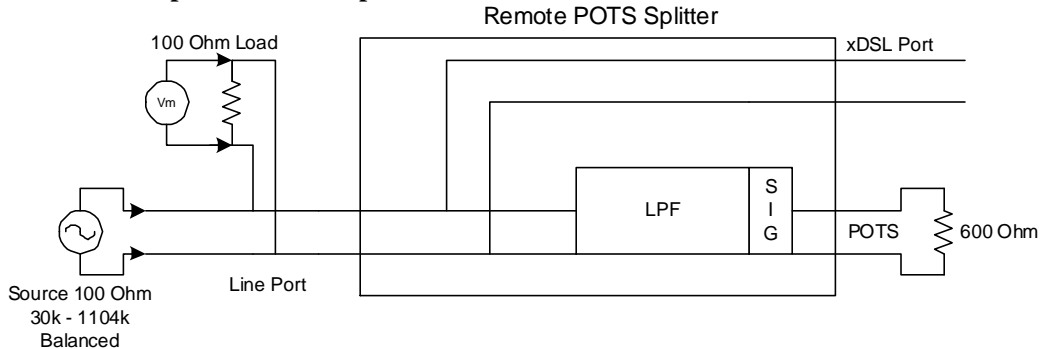 Remote POTS Splitter
100 Ohm Load
xDSL Port
Vm
LPF
S
I
G
POTS
600 Ohm
Line Port
Source 100 Ohm
30k - 1104k
Balanced